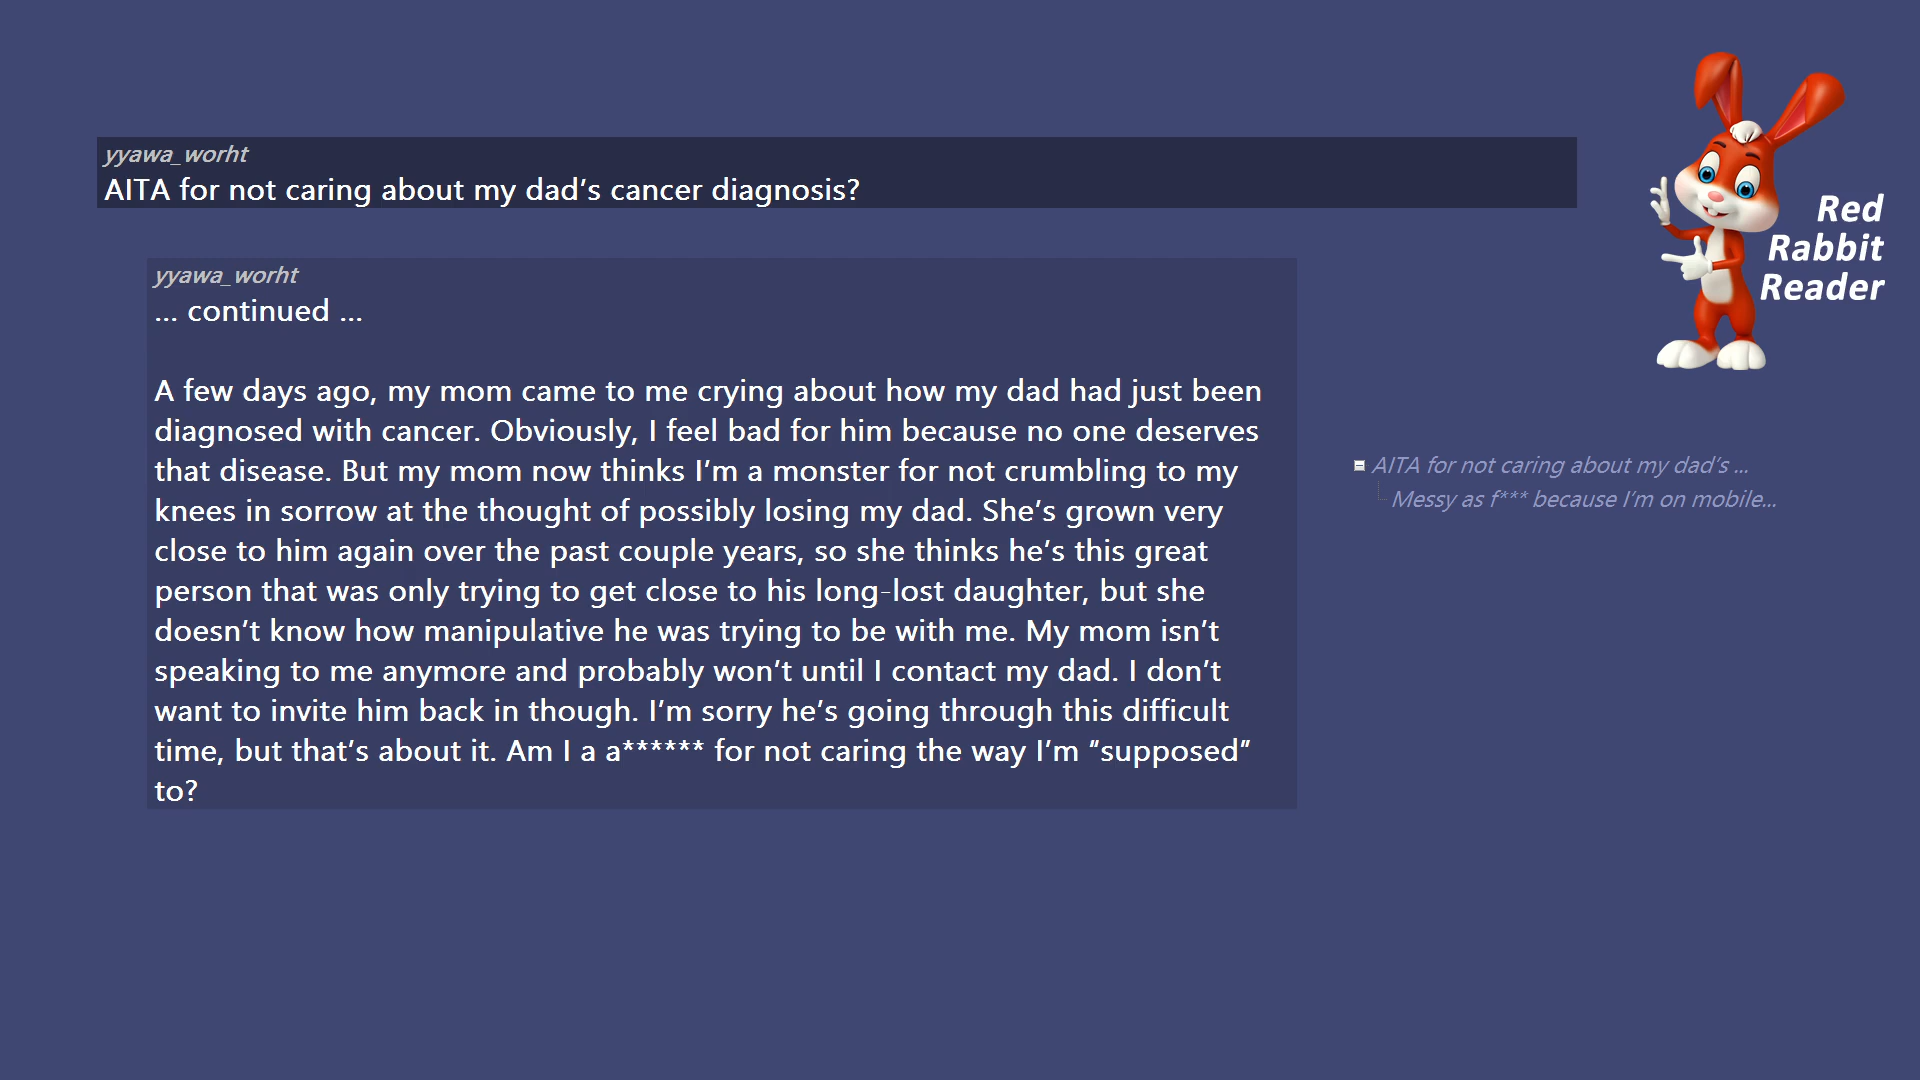 yyawa_worht
AITA for not caring about my dad’s cancer diagnosis?
yyawa_worht
... continued ...
A few days ago, my mom came to me crying about how my dad had just been
diagnosed with cancer. Obviously, I feel bad for him because no one deserves
that disease. But my mom now thinks I’m a monster for not crumbling to my
knees in sorrow at the thought of possibly losing my dad. She’s grown very
close to him again over the past couple years, so she thinks he’s this great
person that was only trying to get close to his long-lost daughter, but she
doesn’t know how manipulative he was trying to be with me. My mom isn’t
speaking to me anymore and probably won’t until I contact my dad. I don’t
want to invite him back in though. I’m sorry he’s going through this difficult
time, but that’s about it. Am I a a****** for not caring the way I’m “supposed”
to?
Red
Rabbit
Reader
AITA for not caring about my dad’s ...
Messy as f*** because I’m on mobile...